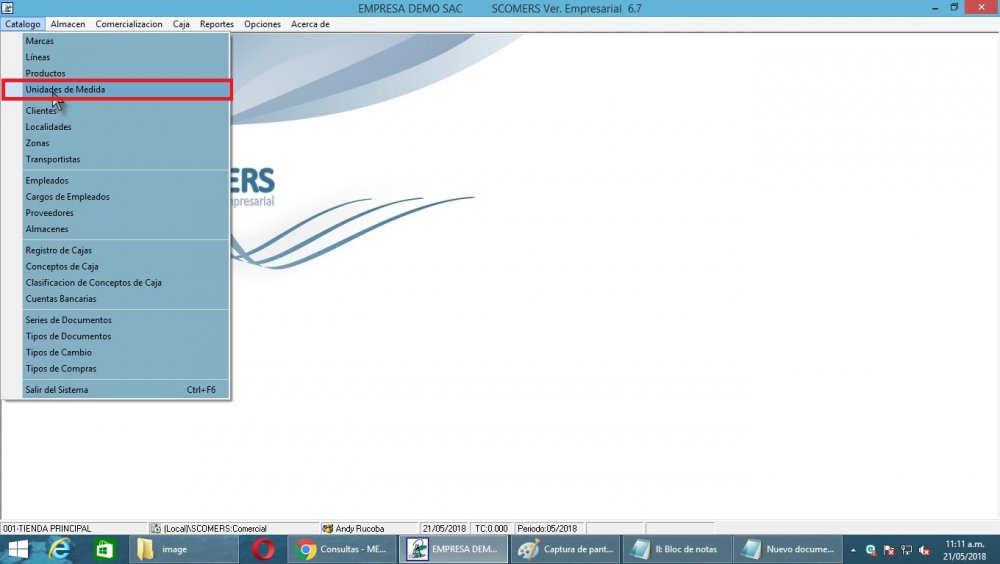 EMPRESA DEMO SAC SCOMERS Ver. Empresarial 6.7
Catalogo Almacen Comercializacion Caja Reportes Opciones Acerca de
Marcas
Líneas
Productos
Unidades de Medida
Clientes
Localidades
Zonas
Transportistas
Empleados
Cargos de Empleados
Proveedores
Almacenes
Registro de Cajas
Conceptos de Caja
Clasificacion de Conceptos de Caja
Cuentas Bancarias
Series de Documentos
Tipos de Documentos
Tipos de Cambio
Tipos de Compras
Salir del Sistema Ctrl+F6
ERS
presarial
001-TIENDA PRINCIPAL (Local)\SCOMERS:Comercial Andy Rucoba 21/05/2018 TC:0.000 Periodo:05/2018
image Consultas - ME... EMPRESA DEM... Captura de pant... II: Bloc de notas Nuevo docume... 11:11 a.m.
21/05/2018